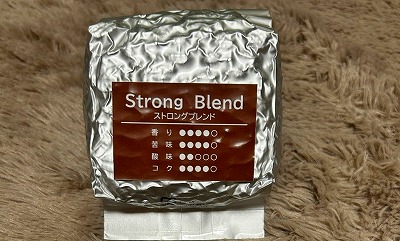 Strong Blend
ストロングブレンド
香り ●●●●○
苦味 ●●●●○
酸味 ●●○○○
コク ●●●●○